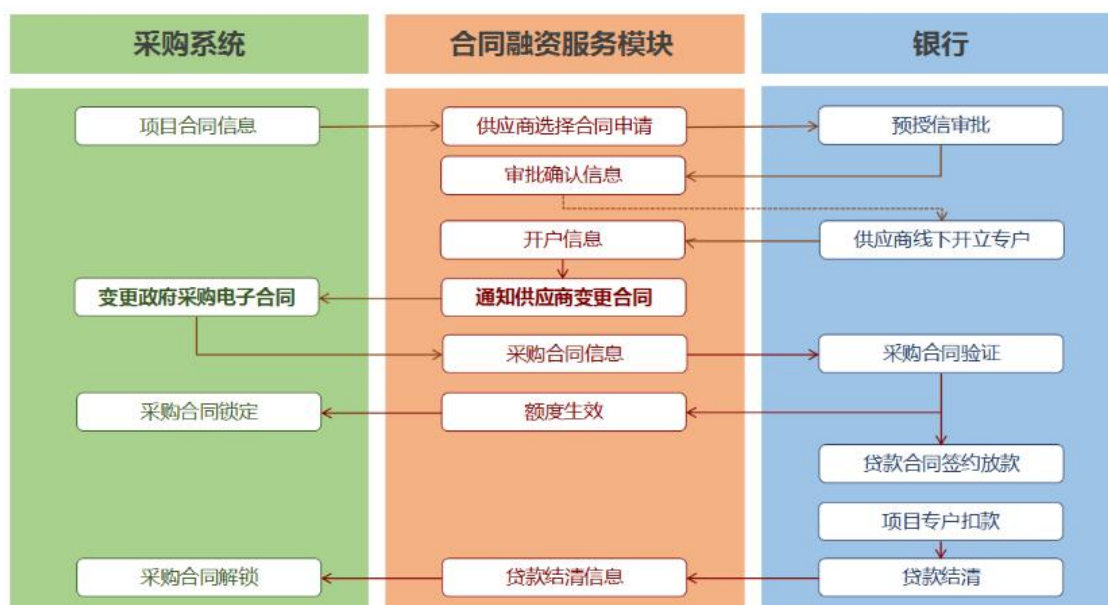 采购系统
合同融资服务模块
银行
项目合同信息
供应商选择合同申请
预授信审批
审批确认信息
开户信息
供应商线下开立专户
变更政府采购电子合同
通知供应商变更合同
采购合同信息
采购合同验证
采购合同锁定
额度生效
贷款合同签约放款
项目专户扣款
采购合同解锁
贷款结清信息
贷款结清